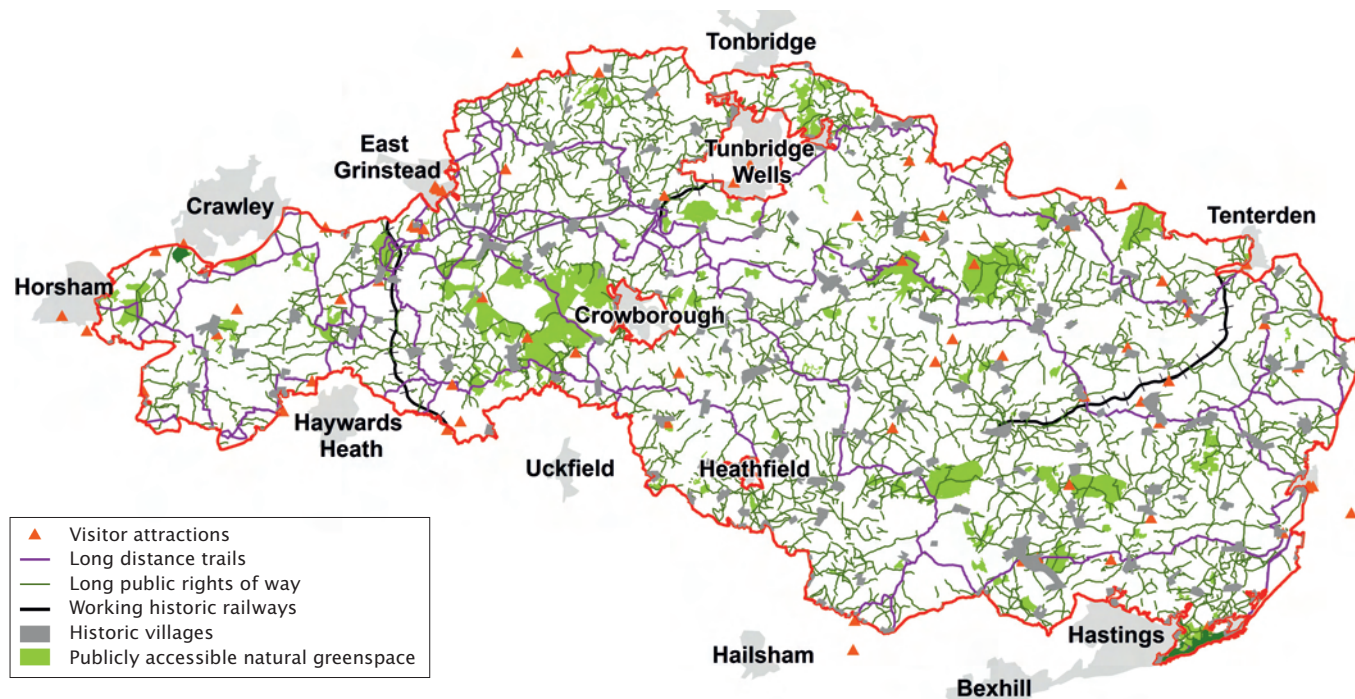 Tonbridge
East
Grinstead
Tunbridge
Wells
Crawley
Tenterden
Horsham
Crowborough
Haywards
Heath
Uckfield
Heathfield
Visitor attractions
Long distance trails
Long public rights of way
Working historic railways
Historic villages
Publicly accessible natural greenspace
Hastings
Hailsham
Bexhill